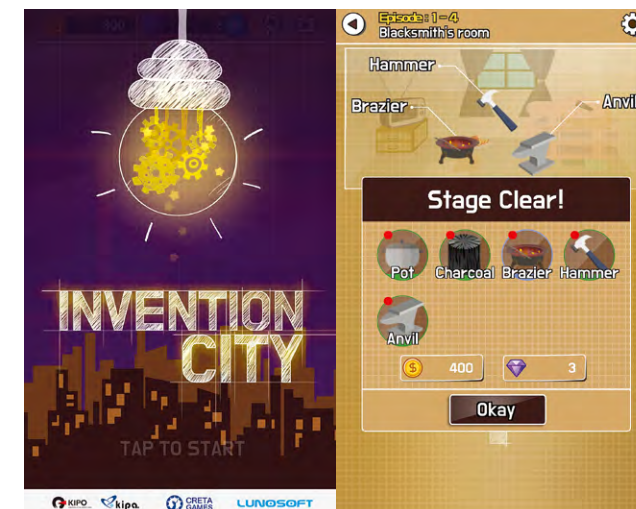 INVENTION
CITY
TAP TO START
KIPO
kipa.
CRETA
GAMES
LUNOSOFT
Episode : 1 - 4
Blacksmith's room
Hammer
Brazier
Anvil
Stage Clear!
Pot
Charcoal
Brazier
Hammer
Anvil
400
3
Okay